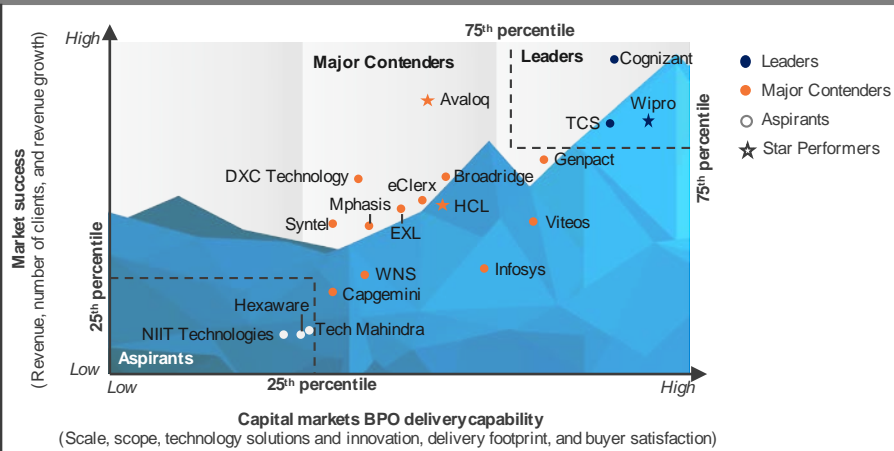 High
75th percentile
Major Contenders
Leaders
Cognizant
Leaders
Major Contenders
Aspirants
Star Performers
Avaloq
Wipro
TCS
Genpact
DXC Technology
Broadridge
eClerx
Mphasis
HCL
Syntel
EXL
Viteos
WNS
Infosys
Capgemini
Hexaware
NIIT Technologies
Tech Mahindra
Aspirants
75th percentile
25th percentile
Market success
(Revenue, number of clients, and revenue growth)
Low
Low
25th percentile
High
Capital markets BPO delivery capability
(Scale, scope, technology solutions and innovation, delivery footprint, and buyer satisfaction)